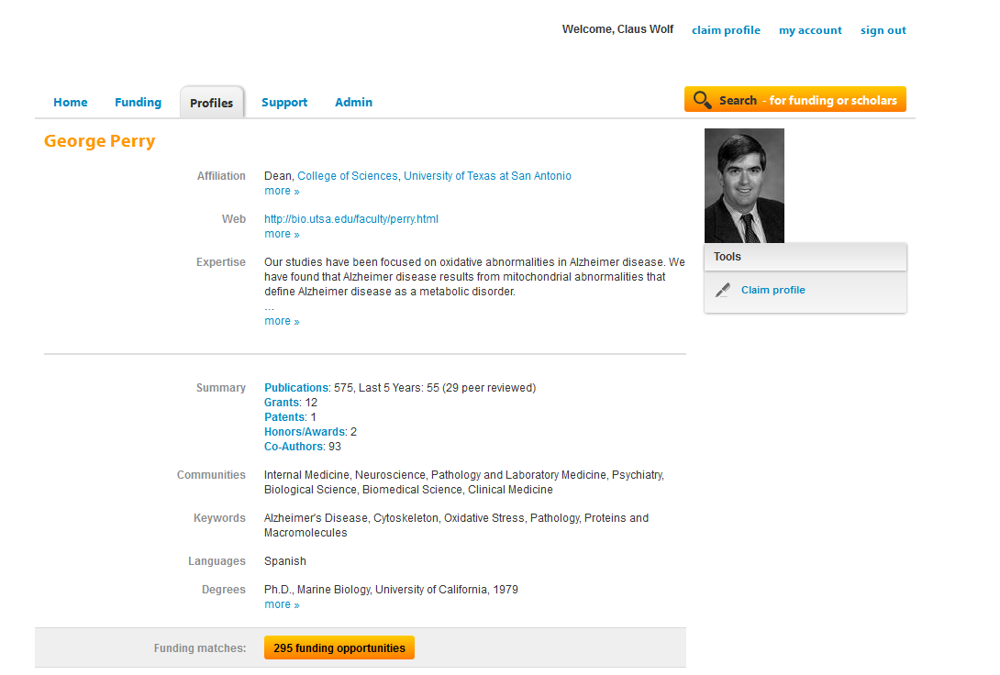 Welcome, Claus Wolf claim profile my account sign out
Home Funding Profiles Support Admin Search - for funding or scholars
George Perry
Affiliation Dean, College of Sciences, University of Texas at San Antonio
more »
Web http://bio.utsa.edu/faculty/perry.html
more »
Expertise Our studies have been focused on oxidative abnormalities in Alzheimer disease. We
have found that Alzheimer disease results from mitochondrial abnormalities that
define Alzheimer disease as a metabolic disorder.
...
more »
Tools
Claim profile
Summary Publications: 575, Last 5 Years: 55 (29 peer reviewed)
Grants: 12
Patents: 1
Honors/Awards: 2
Co-Authors: 93
Communities Internal Medicine, Neuroscience, Pathology and Laboratory Medicine, Psychiatry,
Biological Science, Biomedical Science, Clinical Medicine
Keywords Alzheimer's Disease, Cytoskeleton, Oxidative Stress, Pathology, Proteins and
Macromolecules
Languages Spanish
Degrees Ph.D., Marine Biology, University of California, 1979
more »
Funding matches: 295 funding opportunities